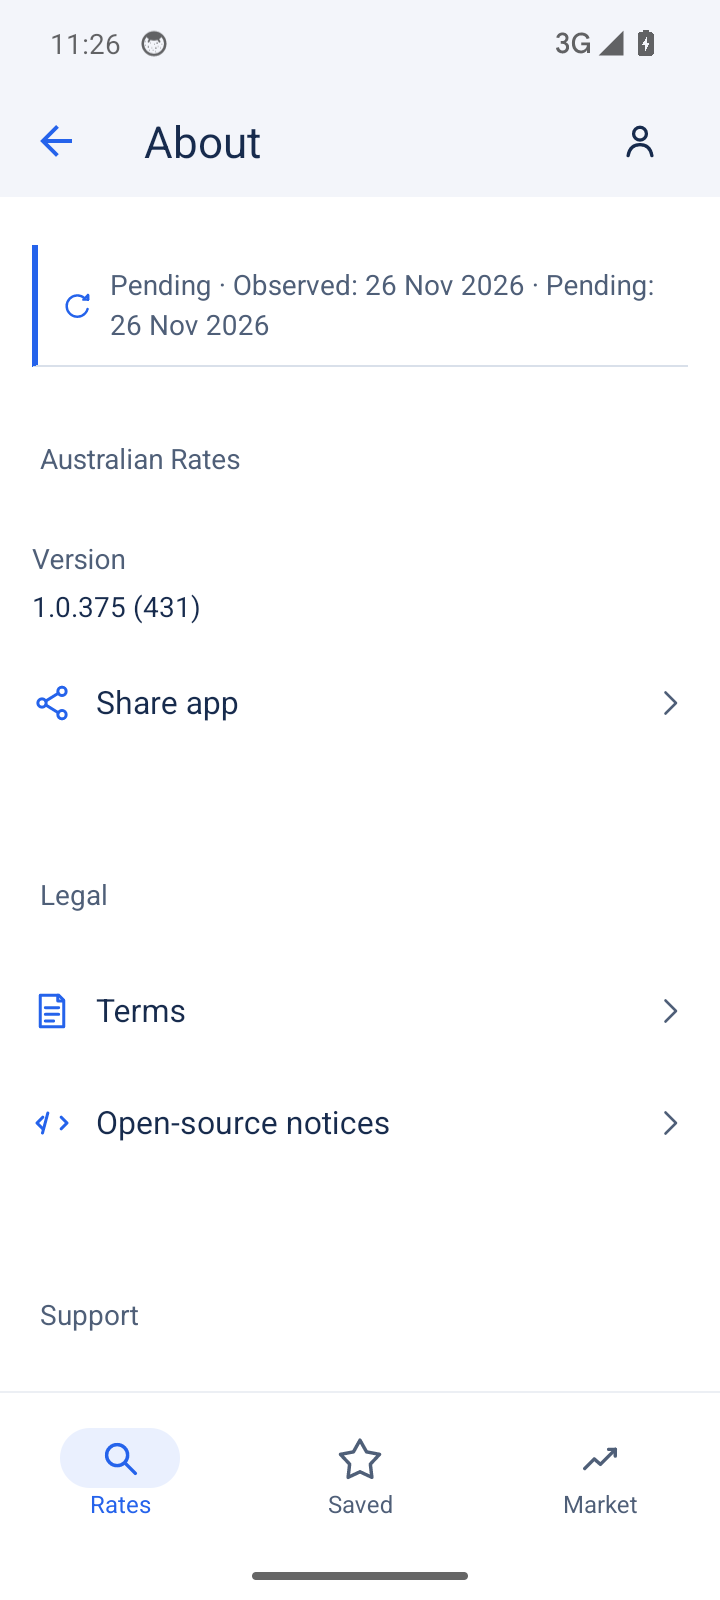 11:26
3G
About
Pending · Observed: 26 Nov 2026 · Pending:
26 Nov 2026
Australian Rates
Version
1.0.375 (431)
Share app
Legal
Terms
Open-source notices
Support
Rates
Saved
Market